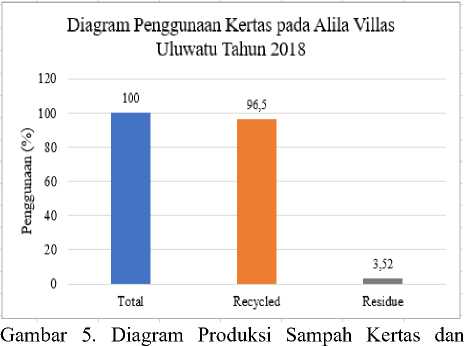 Diagram Penggunaan Kertas pada Alila Villas
Uluwatu Tahun 2018
120
100
80
60
40
20
0
Penggunaan (%)
100
96,5
3,52
Total Recycled Residue
Gambar 5. Diagram Produksi Sampah Kertas dan